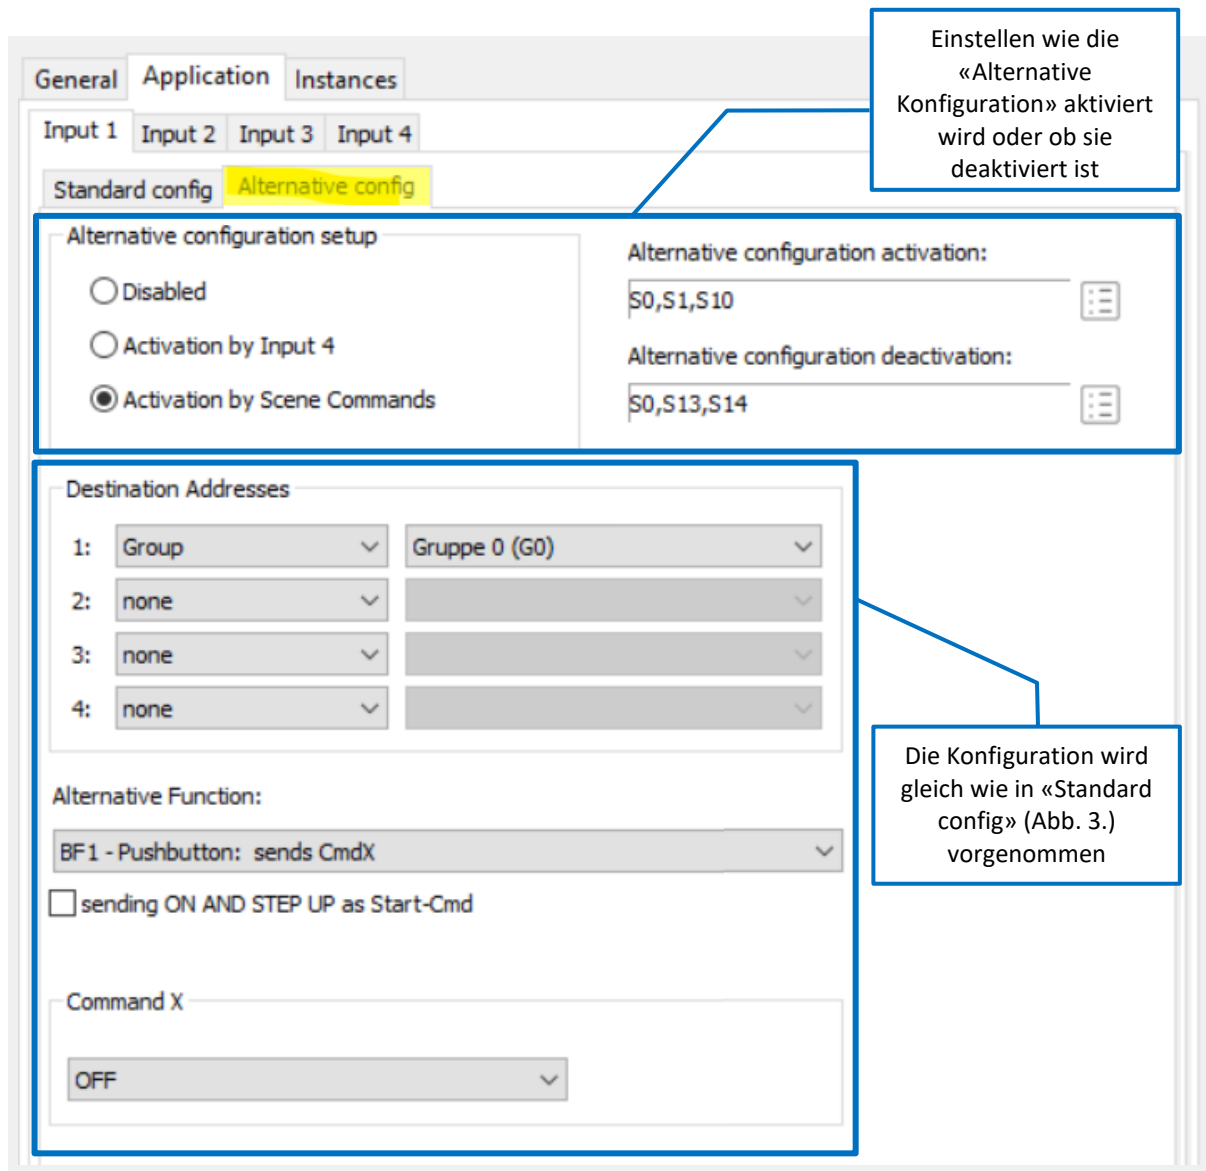 Einstellen wie die
«Alternative
Konfiguration» aktiviert
wird oder ob sie
deaktiviert ist
General Application Instances
Input 1 Input 2 Input 3 Input 4
Standard config Alternative config
Alternative configuration setup
Disabled
Activation by Input 4
Activation by Scene Commands
Alternative configuration activation:
S0,S1,S10
Alternative configuration deactivation:
S0,S13,S14
Destination Addresses
1: Group Gruppe 0 (G0)
2: none
3: none
4: none
Die Konfiguration wird
gleich wie in «Standard
config» (Abb. 3.)
vorgenommen
Alternative Function:
BF1 - Pushbutton: sends CmdX
sending ON AND STEP UP as Start-Cmd
Command X
OFF